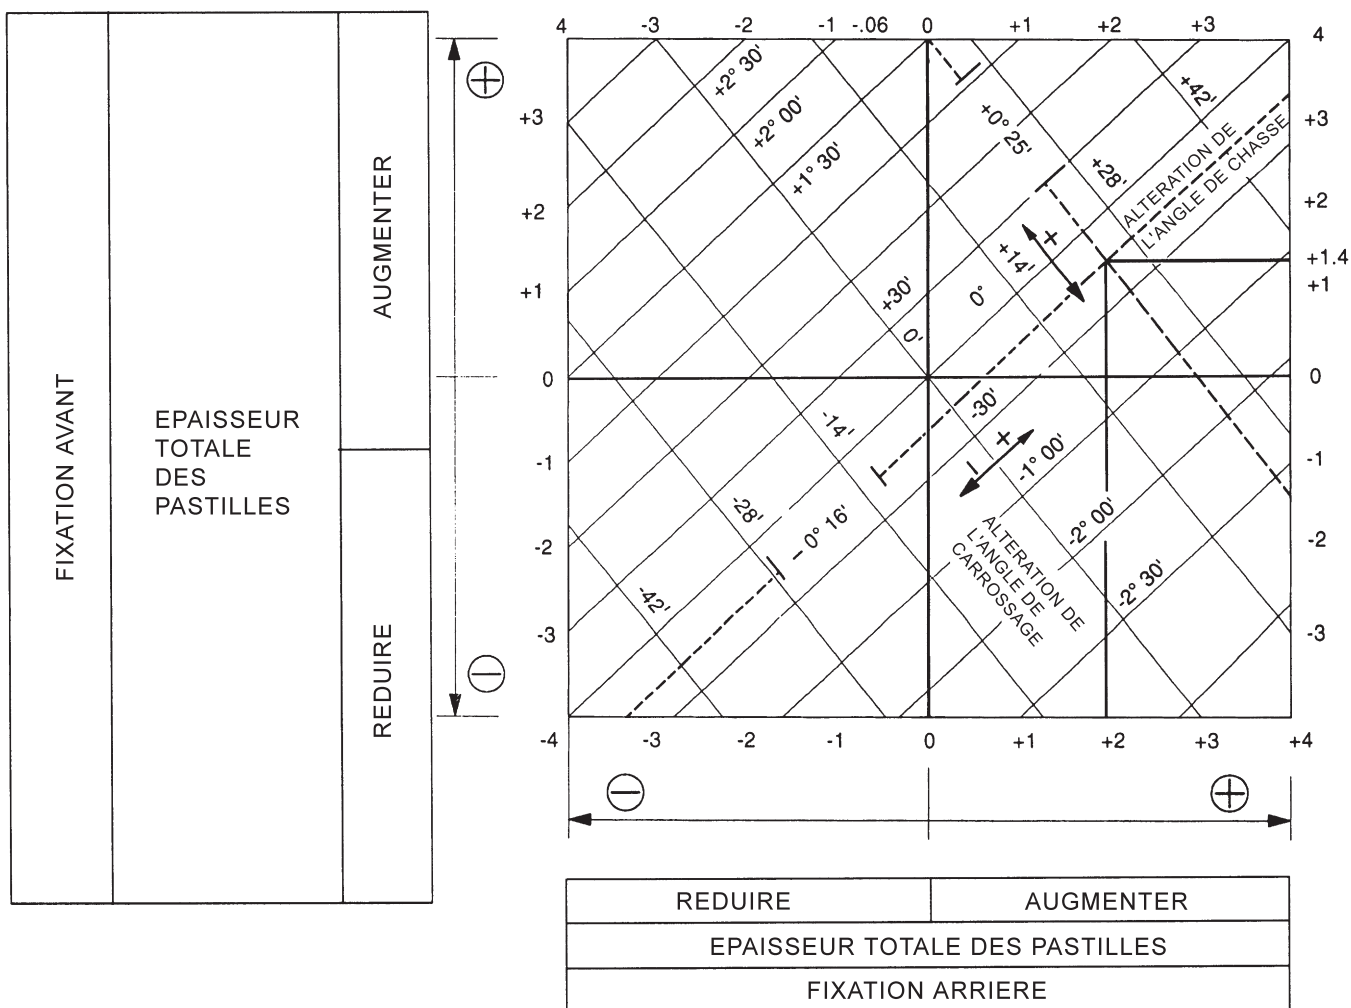 4 -3 -2 -1 -.06 0 +1 +2 +3 4
FIXATION AVANT
EPAISSEUR
TOTALE
DES
PASTILLES
AUGMENTER
REDUIRE
+
−
+3
+2
+1
0
-1
-2
-3
+2° 30'
+2° 00'
+1° 30'
+30'
0'
0°
-14'
-28'
-42'
+0° 25'
+42'
+28'
+14'
+
ALTERATION DE
L'ANGLE DE CHASSE
-30'
-1° 00'
-2° 00'
-2° 30'
+
−
− 0° 16'
ALTERATION DE
L'ANGLE DE
CARROSSAGE
+3
+2
+1.4
+1
0
-1
-2
-3
-4 -3 -2 -1 0 +1 +2 +3 +4
− +
REDUIRE AUGMENTER
EPAISSEUR TOTALE DES PASTILLES
FIXATION ARRIERE